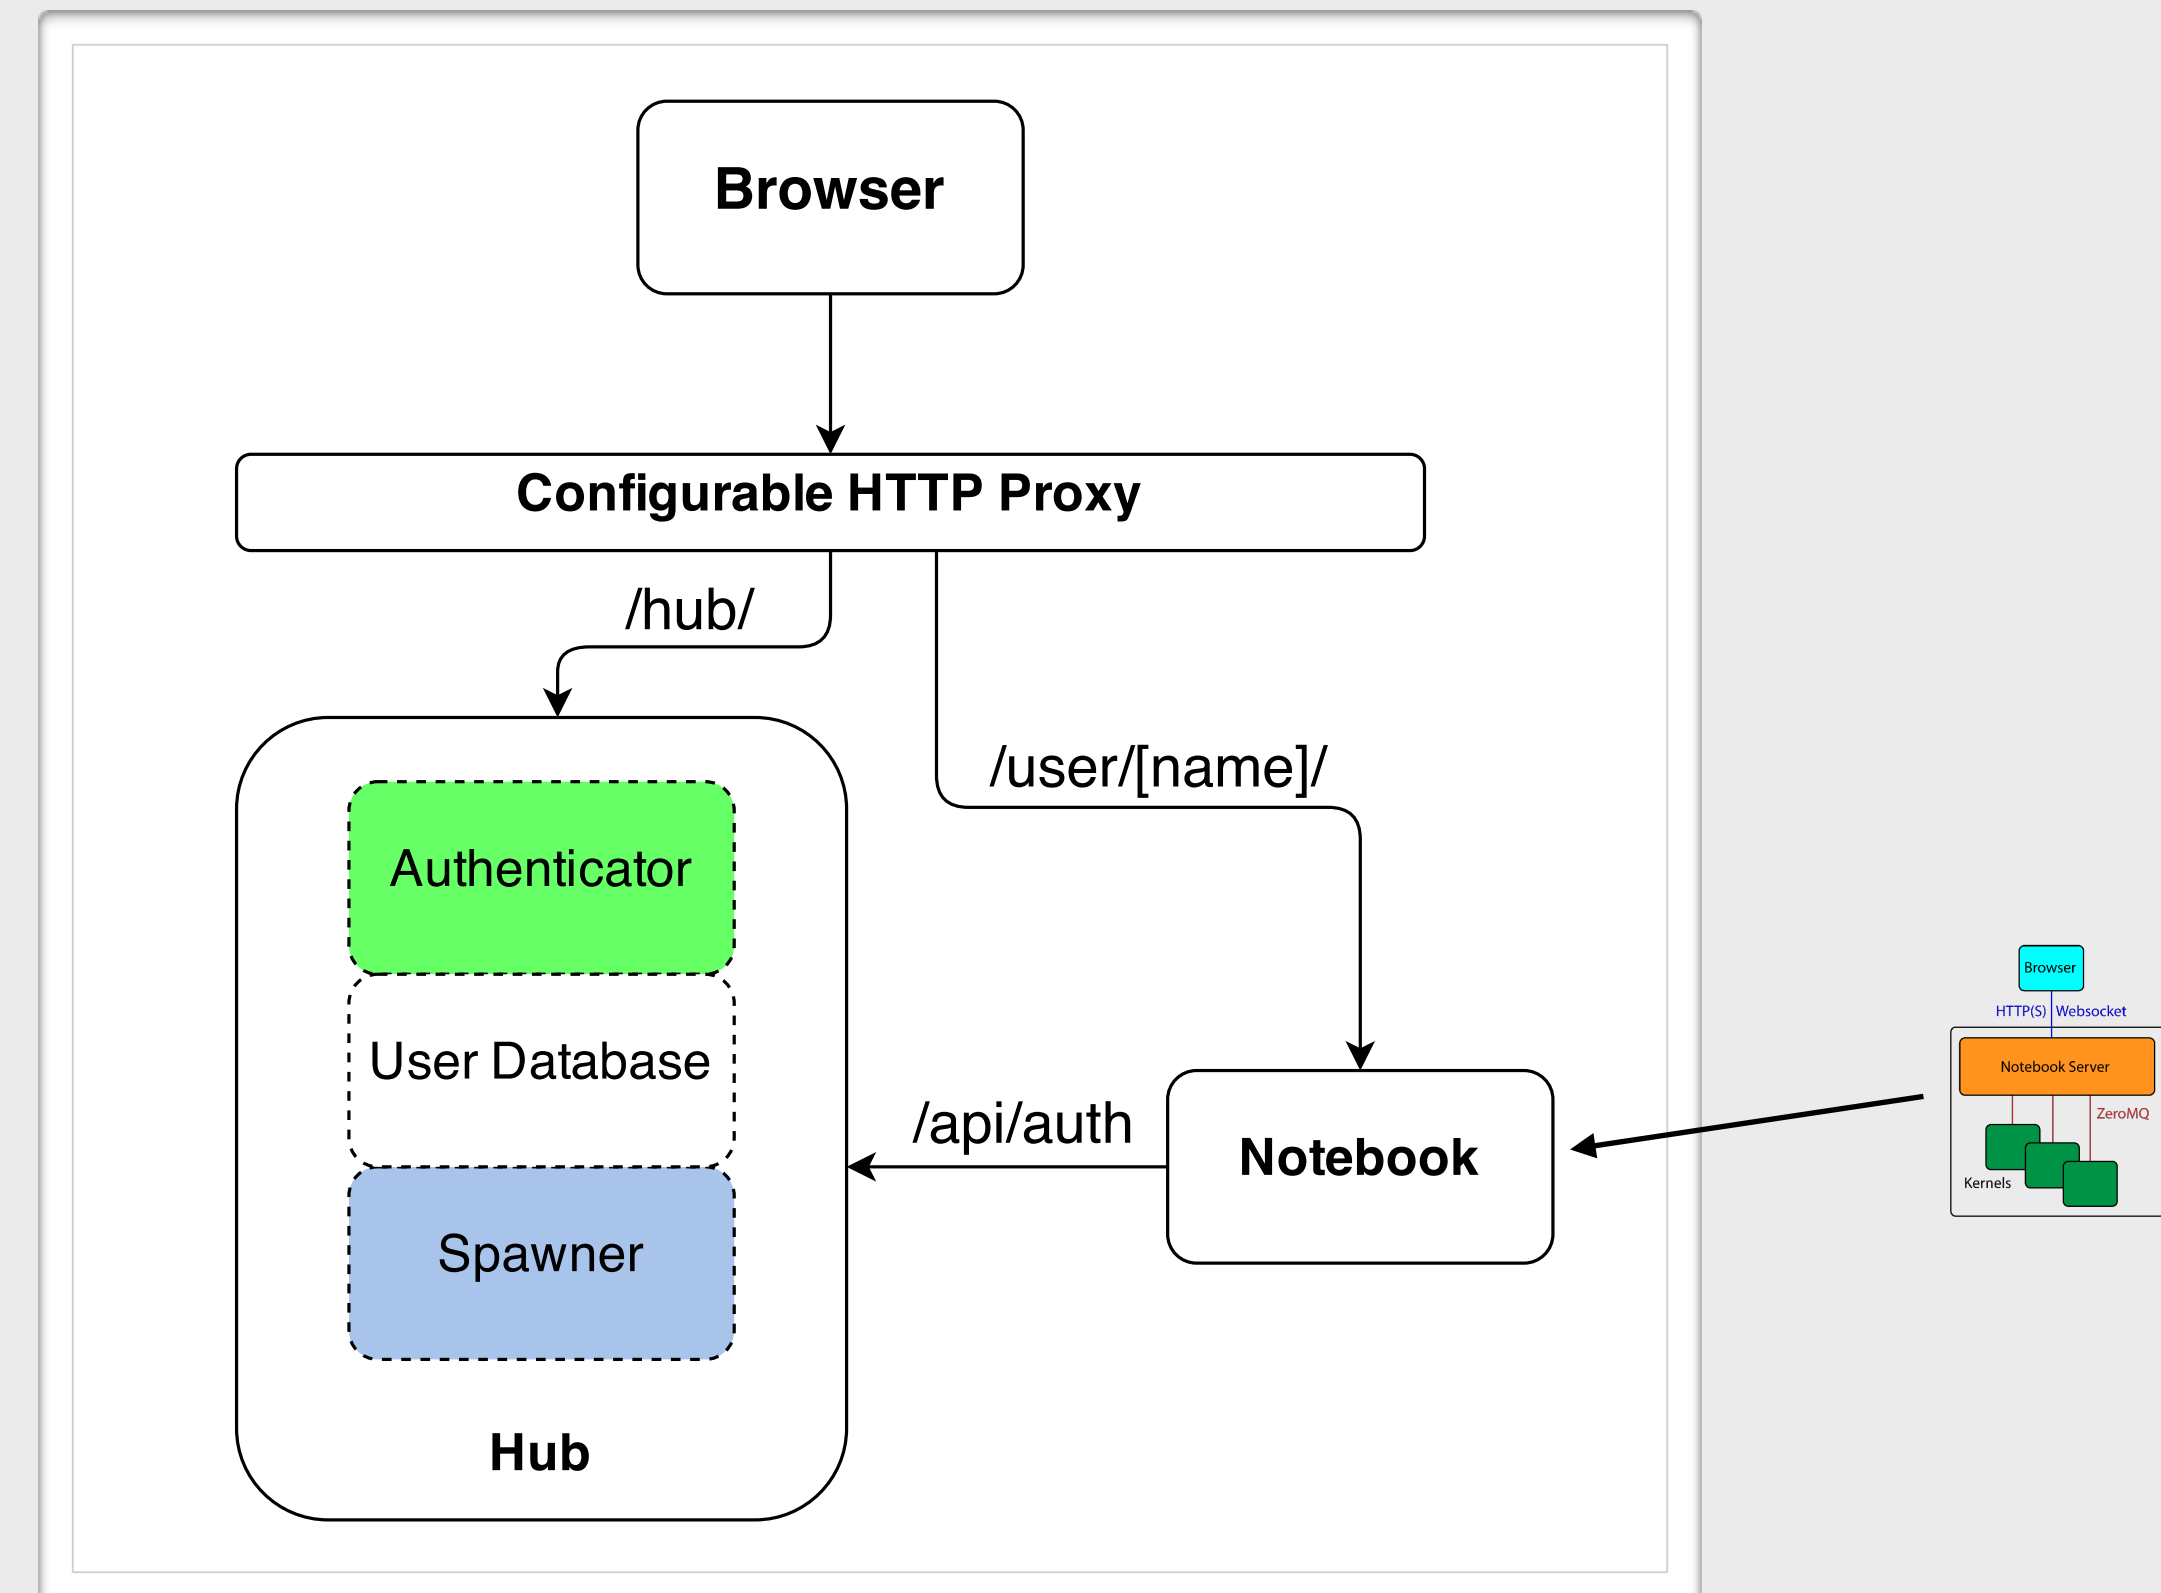 Browser
Configurable HTTP Proxy
/hub/
/user/[name]/
Authenticator
User Database
/api/auth
Notebook
Spawner
Hub
Browser
HTTP(S) Websocket
Notebook Server
ZeroMQ
Kernels